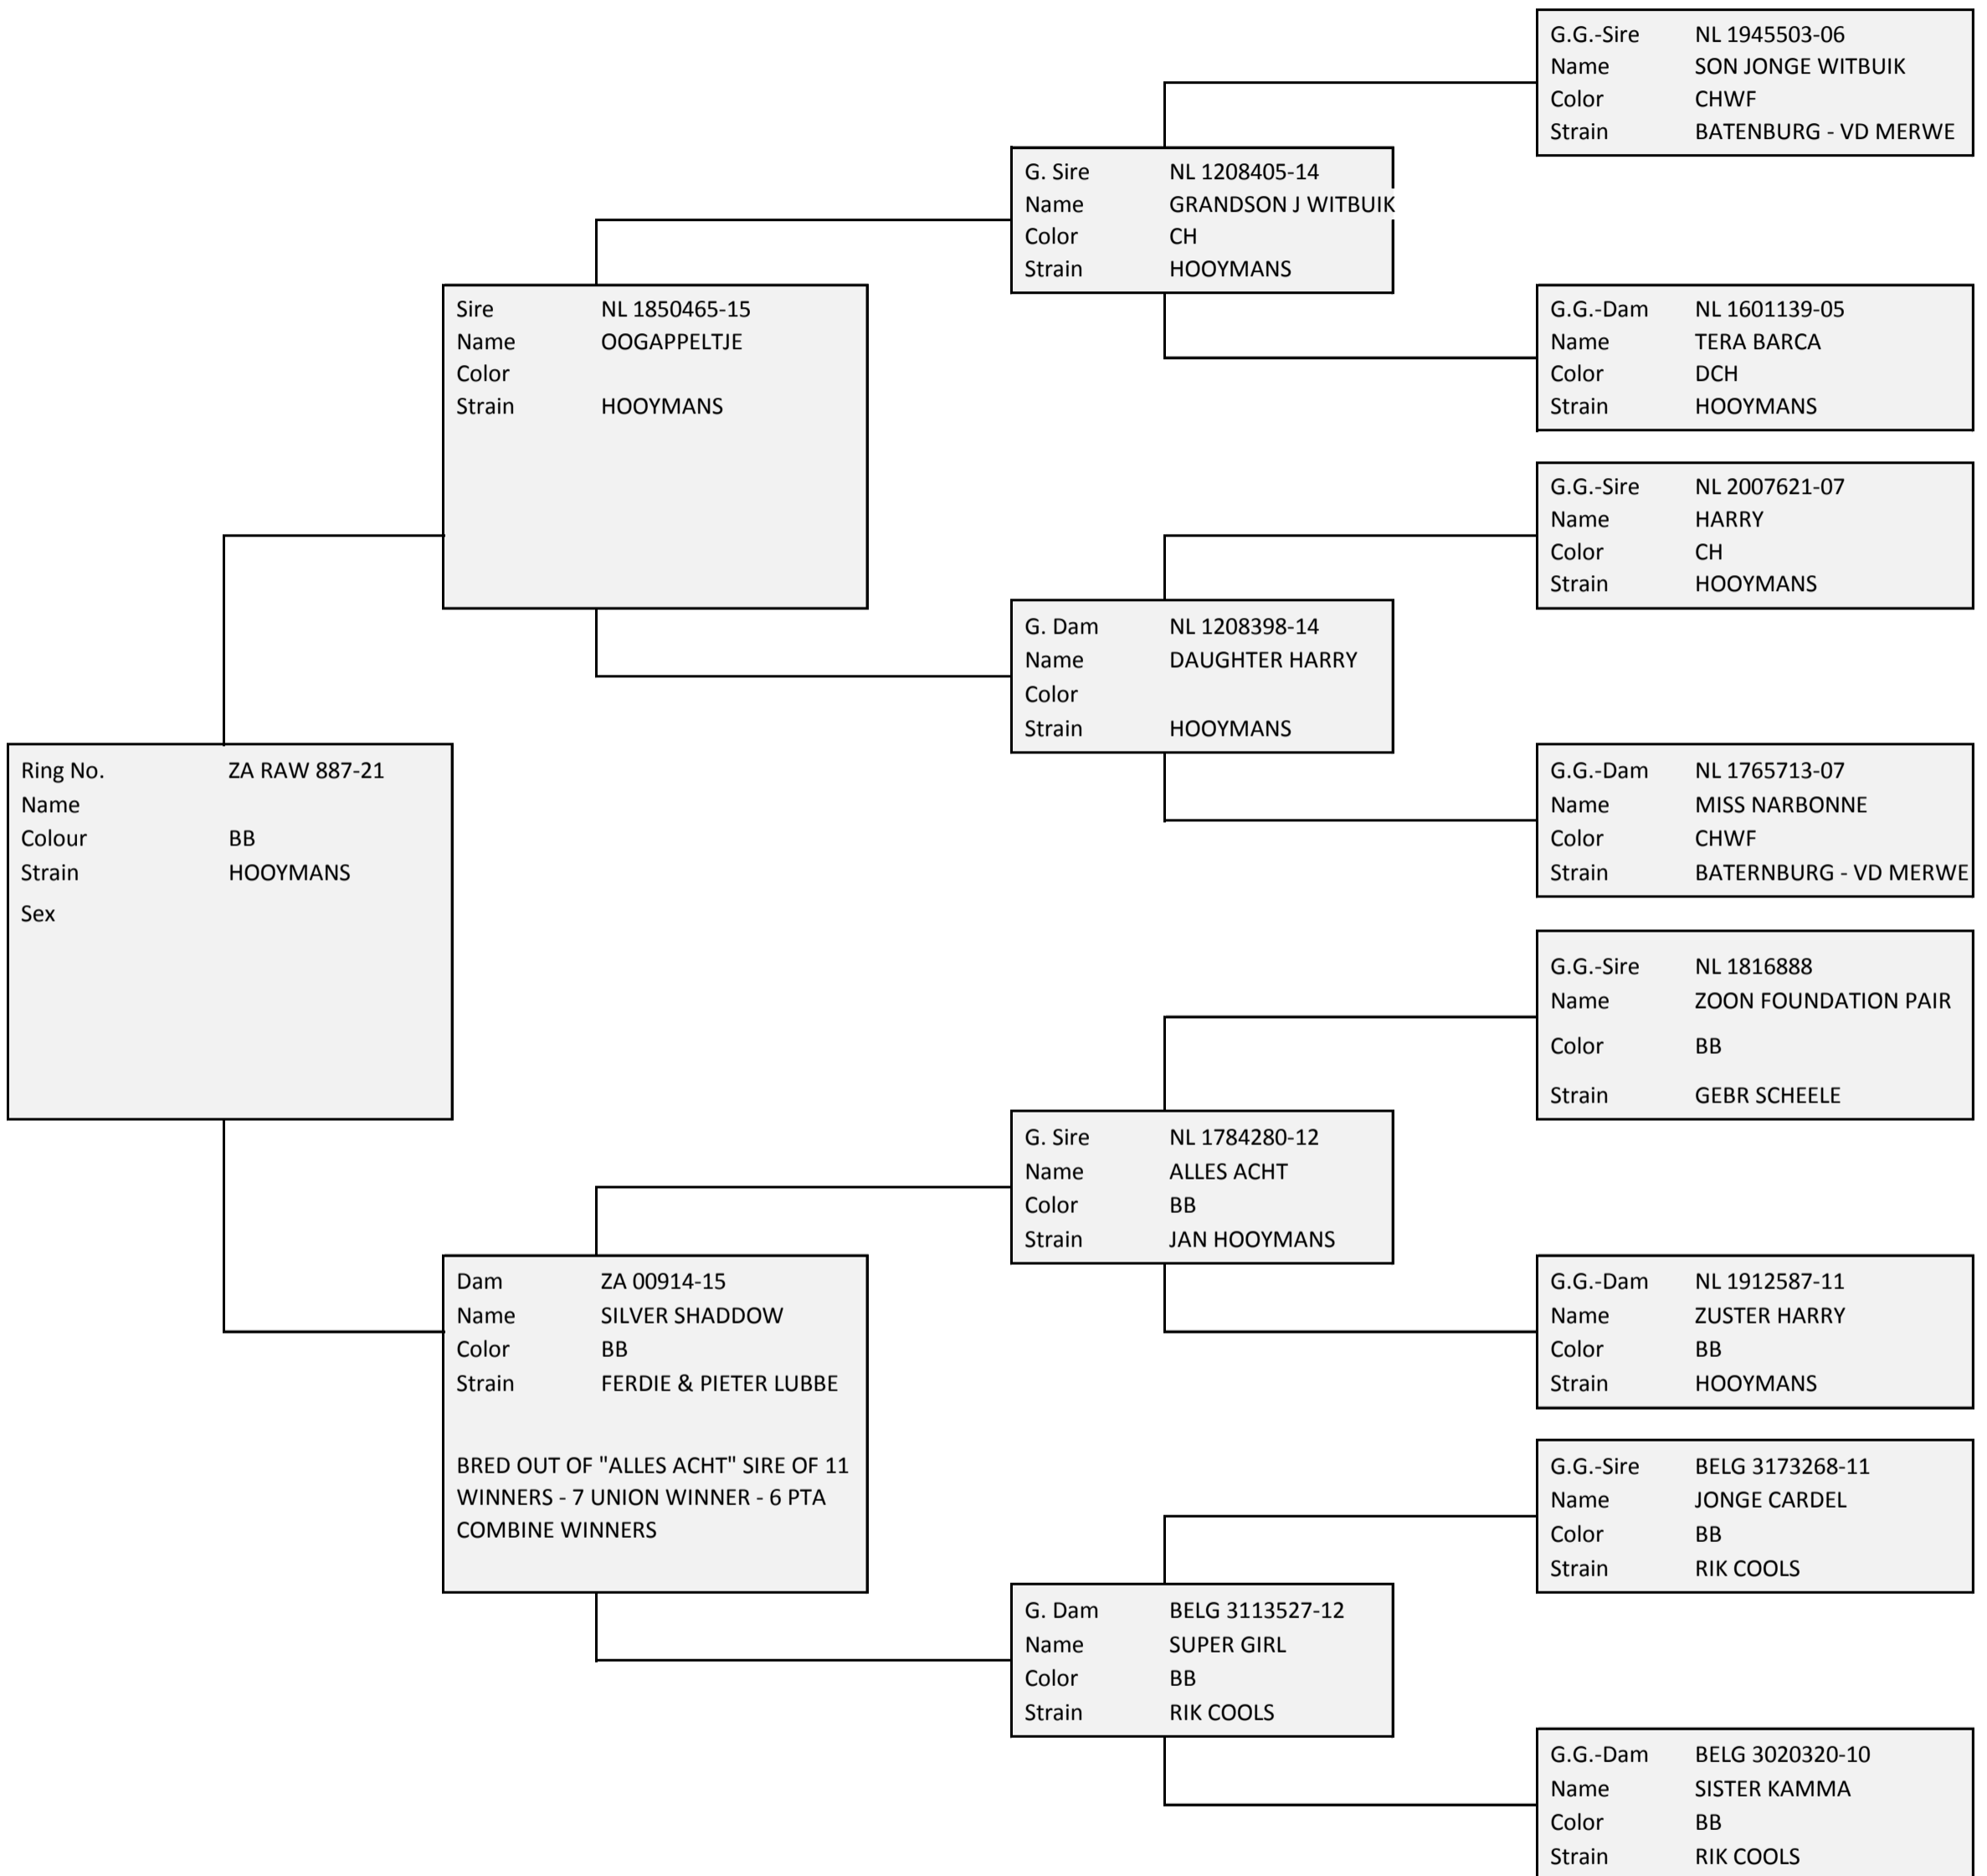 G.G.-Sire NL 1945503-06
Name SON JONGE WITBUIK
Color CHWF
Strain BATENBURG - VD MERWE
G. Sire NL 1208405-14
Name GRANDSON J WITBUIK
Color CH
Strain HOOYMANS
Sire NL 1850465-15
Name OOGAPPELTJE
Color
Strain HOOYMANS
G.G.-Dam NL 1601139-05
Name TERA BARCA
Color DCH
Strain HOOYMANS
G.G.-Sire NL 2007621-07
Name HARRY
Color CH
Strain HOOYMANS
G. Dam NL 1208398-14
Name DAUGHTER HARRY
Color
Strain HOOYMANS
Ring No. ZA RAW 887-21
Name
Colour BB
Strain HOOYMANS
Sex
G.G.-Dam NL 1765713-07
Name MISS NARBONNE
Color CHWF
Strain BATERNBURG - VD MERWE
G.G.-Sire NL 1816888
Name ZOON FOUNDATION PAIR
Color BB
Strain GEBR SCHEELE
G. Sire NL 1784280-12
Name ALLES ACHT
Color BB
Strain JAN HOOYMANS
Dam ZA 00914-15
Name SILVER SHADDOW
Color BB
Strain FERDIE & PIETER LUBBE
BRED OUT OF "ALLES ACHT" SIRE OF 11
WINNERS - 7 UNION WINNER - 6 PTA
COMBINE WINNERS
G.G.-Dam NL 1912587-11
Name ZUSTER HARRY
Color BB
Strain HOOYMANS
G.G.-Sire BELG 3173268-11
Name JONGE CARDEL
Color BB
Strain RIK COOLS
G. Dam BELG 3113527-12
Name SUPER GIRL
Color BB
Strain RIK COOLS
G.G.-Dam BELG 3020320-10
Name SISTER KAMMA
Color BB
Strain RIK COOLS